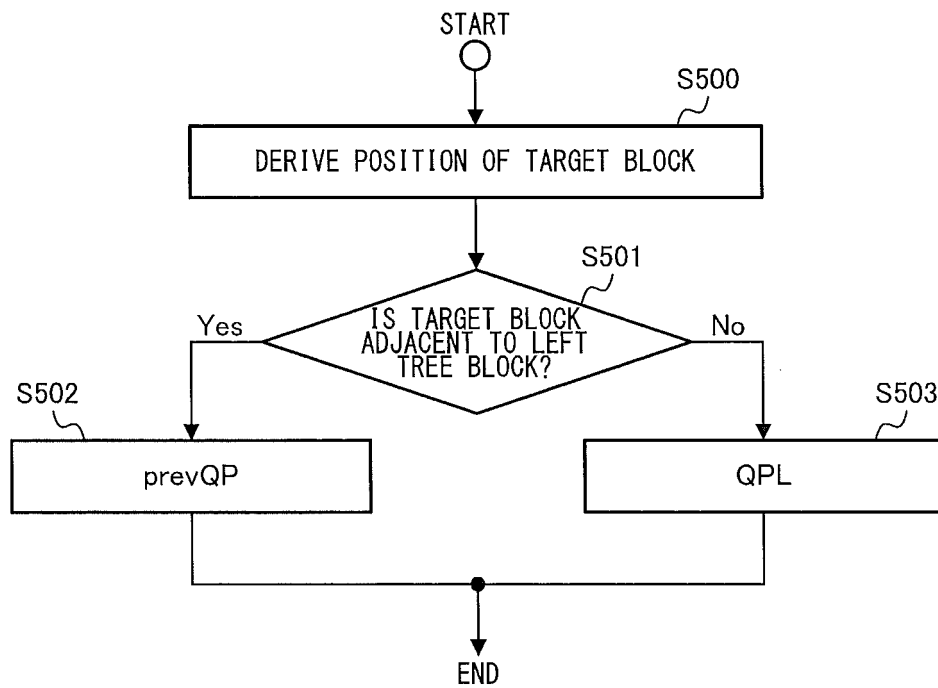 START
S500
DERIVE POSITION OF TARGET BLOCK
S501
IS TARGET BLOCK
ADJACENT TO LEFT
TREE BLOCK?
Yes
No
S502
S503
prevQP
QPL
END